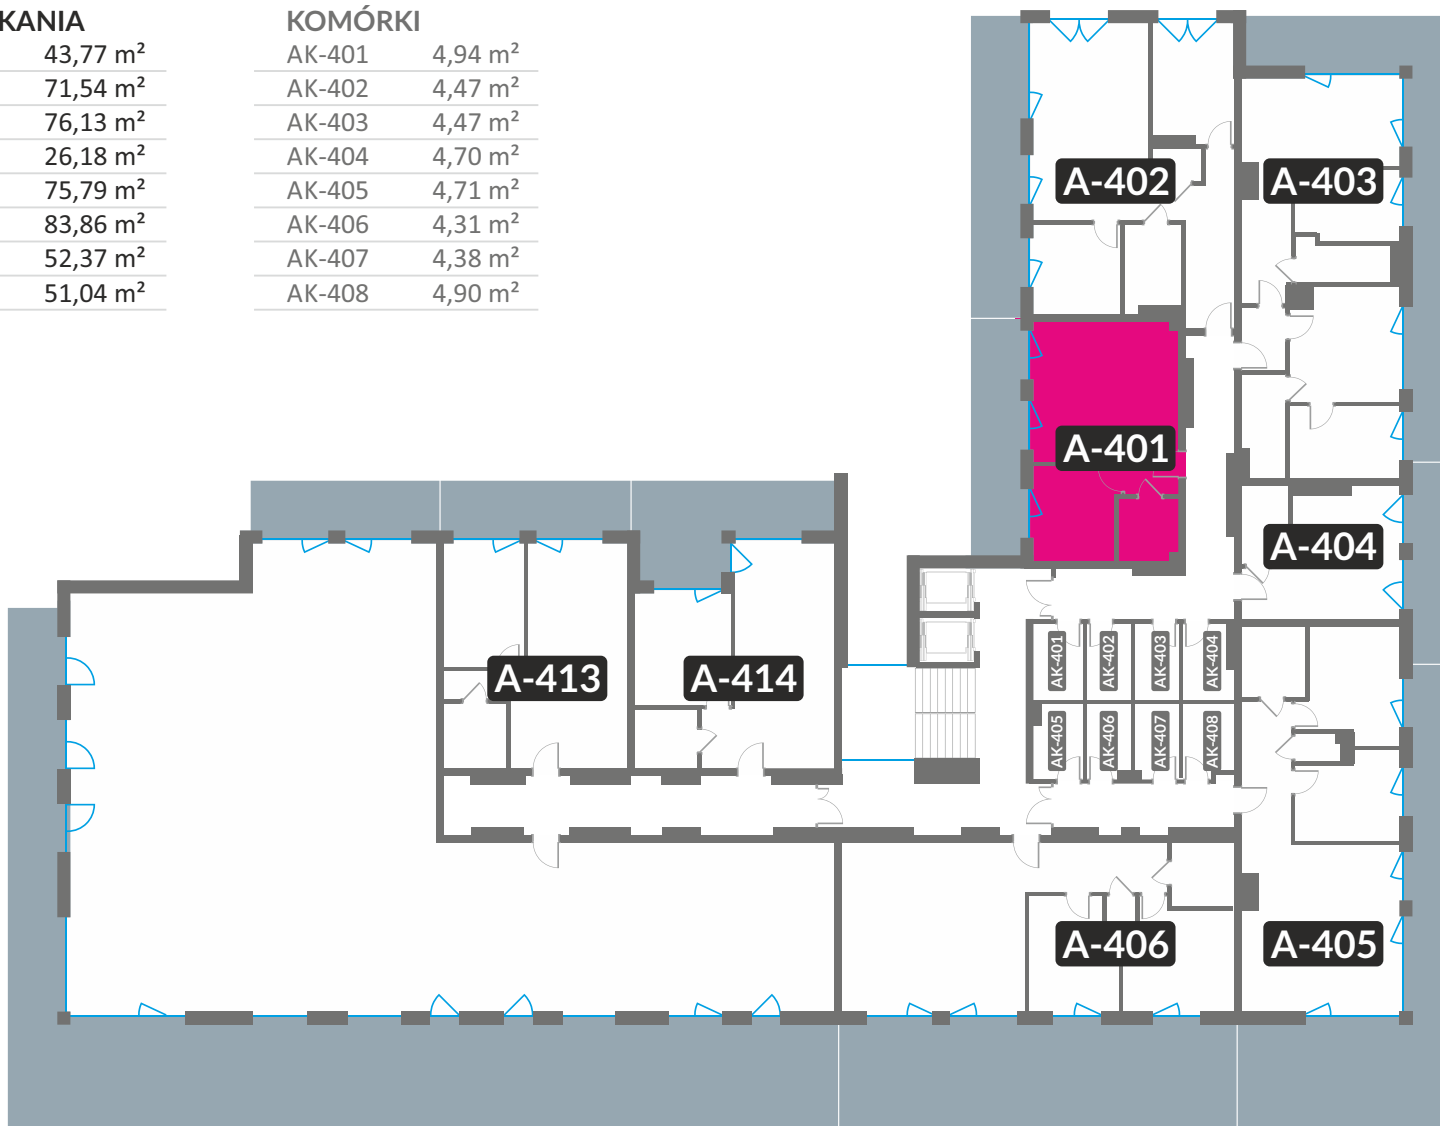 KANIA
43,77 m²
71,54 m²
76,13 m²
26,18 m²
75,79 m²
83,86 m²
52,37 m²
51,04 m²
KOMÓRKI
AK-401 4,94 m²
AK-402 4,47 m²
AK-403 4,47 m²
AK-404 4,70 m²
AK-405 4,71 m²
AK-406 4,31 m²
AK-407 4,38 m²
AK-408 4,90 m²
A-402
A-403
A-401
A-404
AK-401
AK-402
AK-403
AK-404
A-413
A-414
AK-405
AK-406
AK-407
AK-408
A-406
A-405